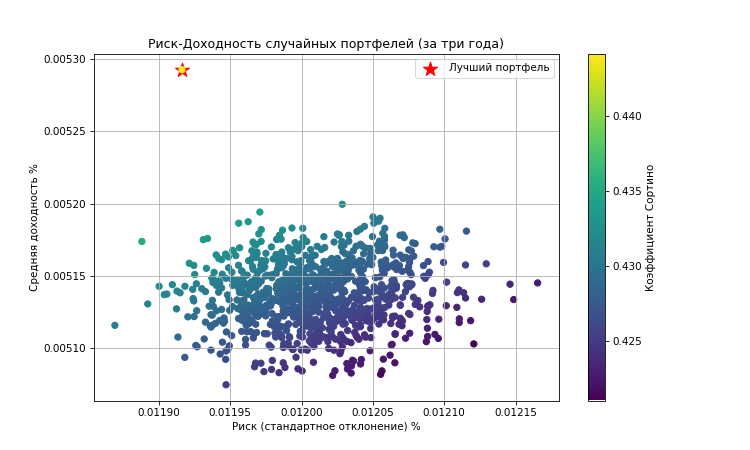 Риск-Доходность случайных портфелей (за три года)
Лучший портфель
Средняя доходность %
0.00530
0.00525
0.00520
0.00515
0.00510
0.01190 0.01195 0.01200 0.01205 0.01210 0.01215
Риск (стандартное отклонение) %
0.440
0.435
0.430
0.425
Коэффициент Сортино